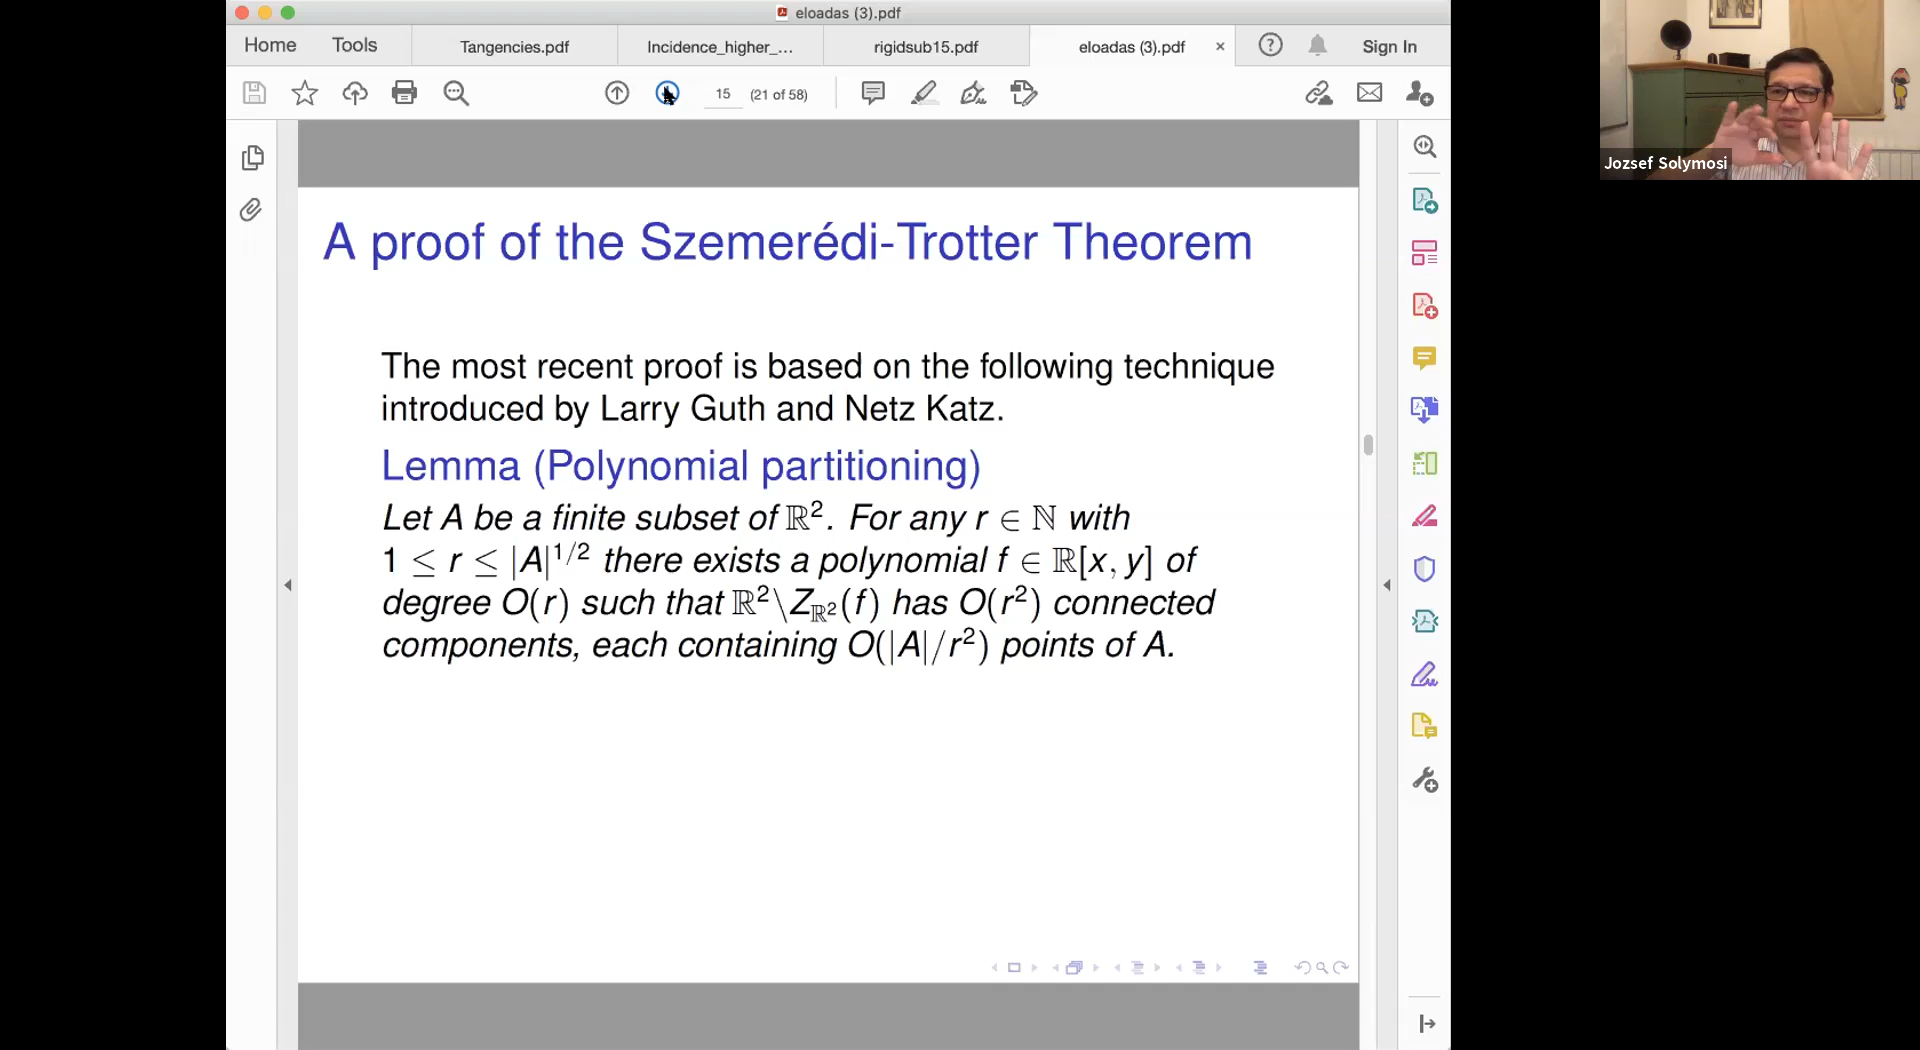 eloadas (3).pdf
Home Tools Tangencies.pdf Incidence_higher_... rigidsub15.pdf eloadas (3).pdf × Sign In
15 (21 of 58)
Jozsef Solymosi
A proof of the Szemerédi-Trotter Theorem
The most recent proof is based on the following technique
introduced by Larry Guth and Netz Katz.
Lemma (Polynomial partitioning)
Let A be a finite subset of ℝ². For any r ∈ ℕ with
1 ≤ r ≤ |A|^{1/2} there exists a polynomial f ∈ ℝ[x, y] of
degree O(r) such that ℝ²\Z_{ℝ²}(f) has O(r²) connected
components, each containing O(|A|/r²) points of A.